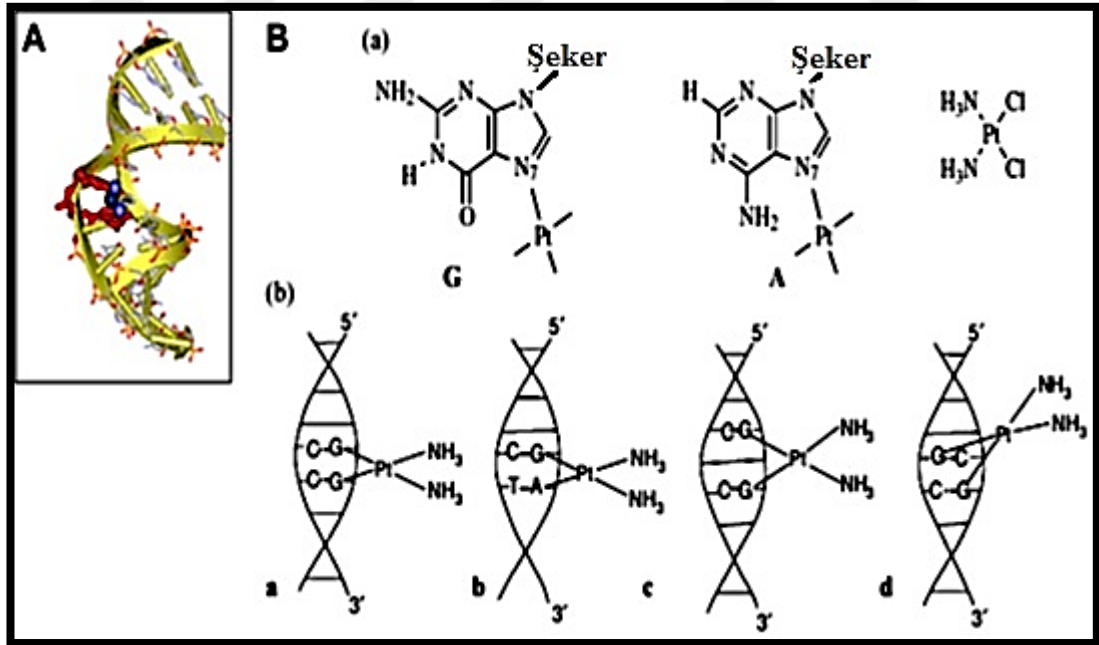 A
B
(a)
Şeker
NH₂
N
N
N
H
N
O
N7
Pt
G
Şeker
H
N
N
N
N7
NH₂
Pt
A
H₃N
Cl
Pt
H₃N
Cl
(b)
5′
C-G
C-G
Pt
NH₃
NH₃
a
3′
C-G
T-A
Pt
NH₃
NH₃
b
3′
5′
C-G
C-G
Pt
NH₃
NH₃
c
3′
5′
NH₃
NH₃
Pt
G-C
C-G
d
3′
5′